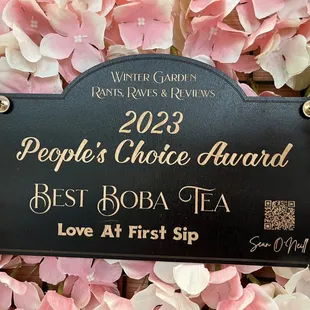 Winter Garden
Rants, Raves & Reviews
2023
People's Choice Award
Best Boba Tea
Love At First Sip
Sean O'Neill